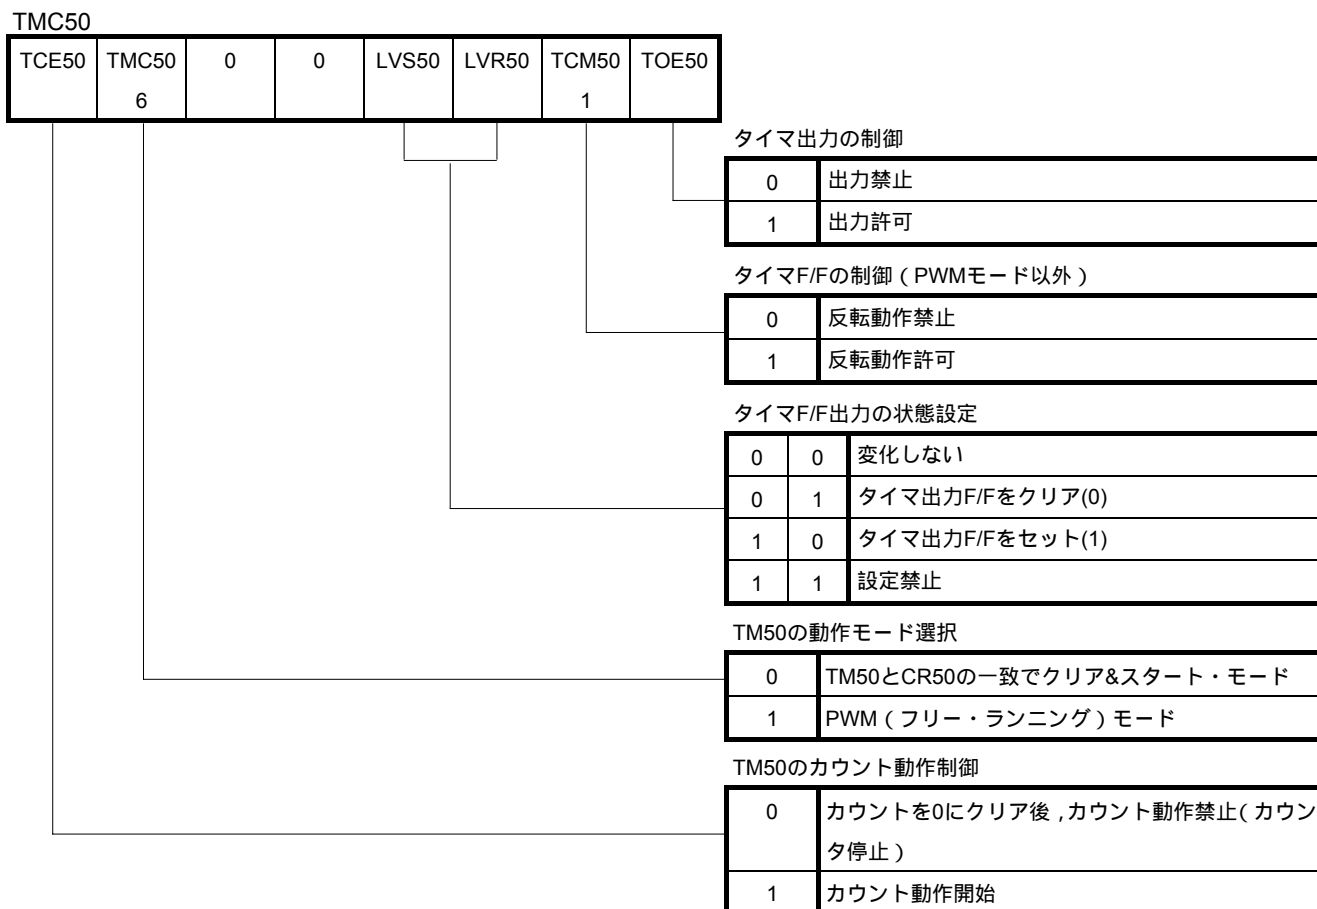 TMC50
TCE50 TMC50 0 0 LVS50 LVR50 TCM50 TOE50
6 1
タイマ出力の制御
0 出力禁止
1 出力許可
タイマF/Fの制御（PWMモード以外）
0 反転動作禁止
1 反転動作許可
タイマF/F出力の状態設定
0 0 変化しない
0 1 タイマ出力F/Fをクリア(0)
1 0 タイマ出力F/Fをセット(1)
1 1 設定禁止
TM50の動作モード選択
0 TM50とCR50の一致でクリア&スタート・モード
1 PWM（フリー・ランニング）モード
TM50のカウント動作制御
0 カウントを0にクリア後，カウント動作禁止（カウン
タ停止）
1 カウント動作開始